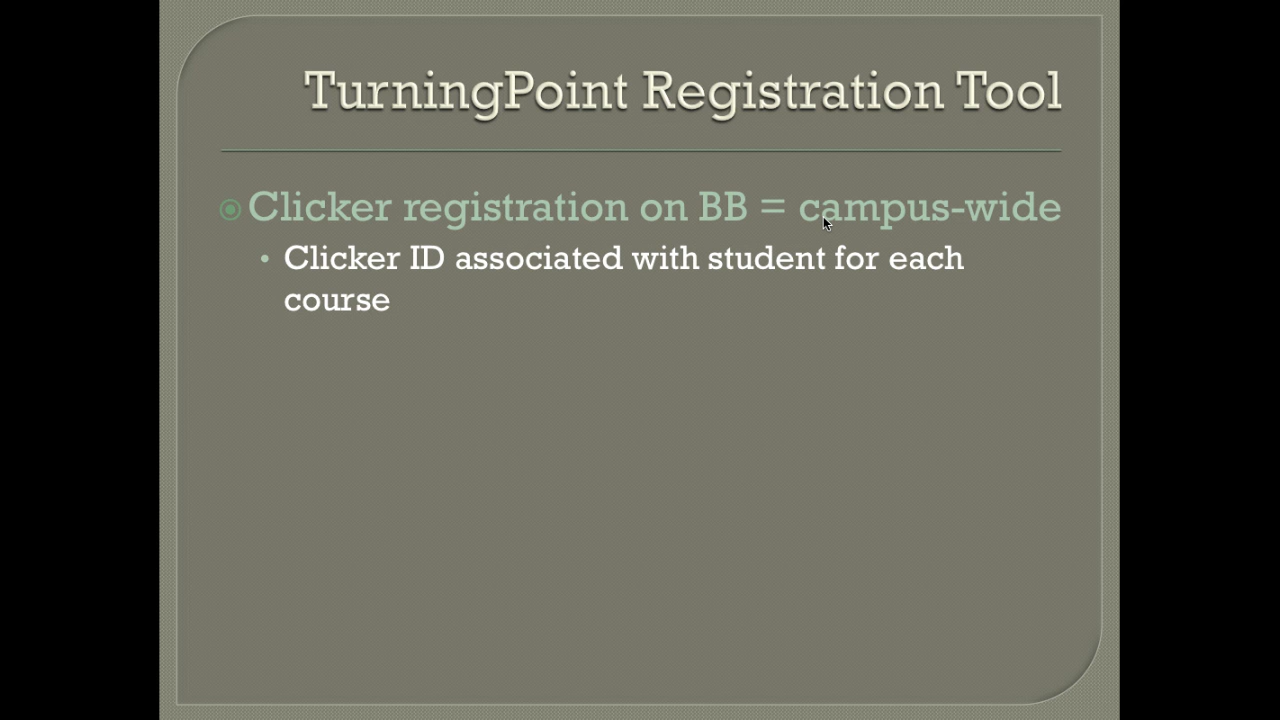 TurningPoint Registration Tool
Clicker registration on BB = campus-wide
• Clicker ID associated with student for each
course